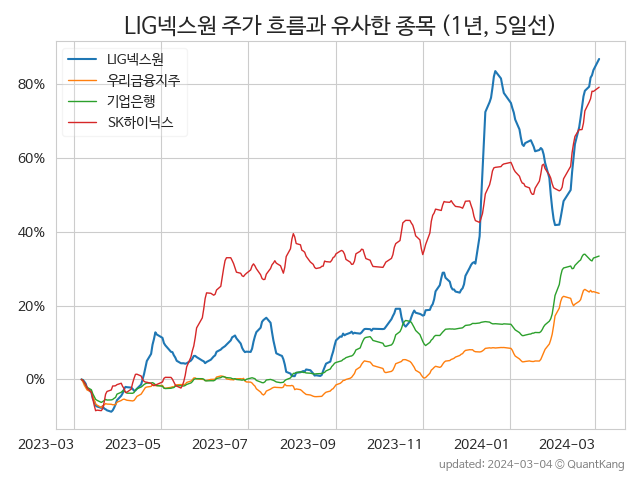 LIG넥스원 주가 흐름과 유사한 종목 (1년, 5일선)
LIG넥스원
우리금융지주
기업은행
SK하이닉스
80%
60%
40%
20%
0%
2023-03 2023-05 2023-07 2023-09 2023-11 2024-01 2024-03
updated: 2024-03-04 © QuantKang